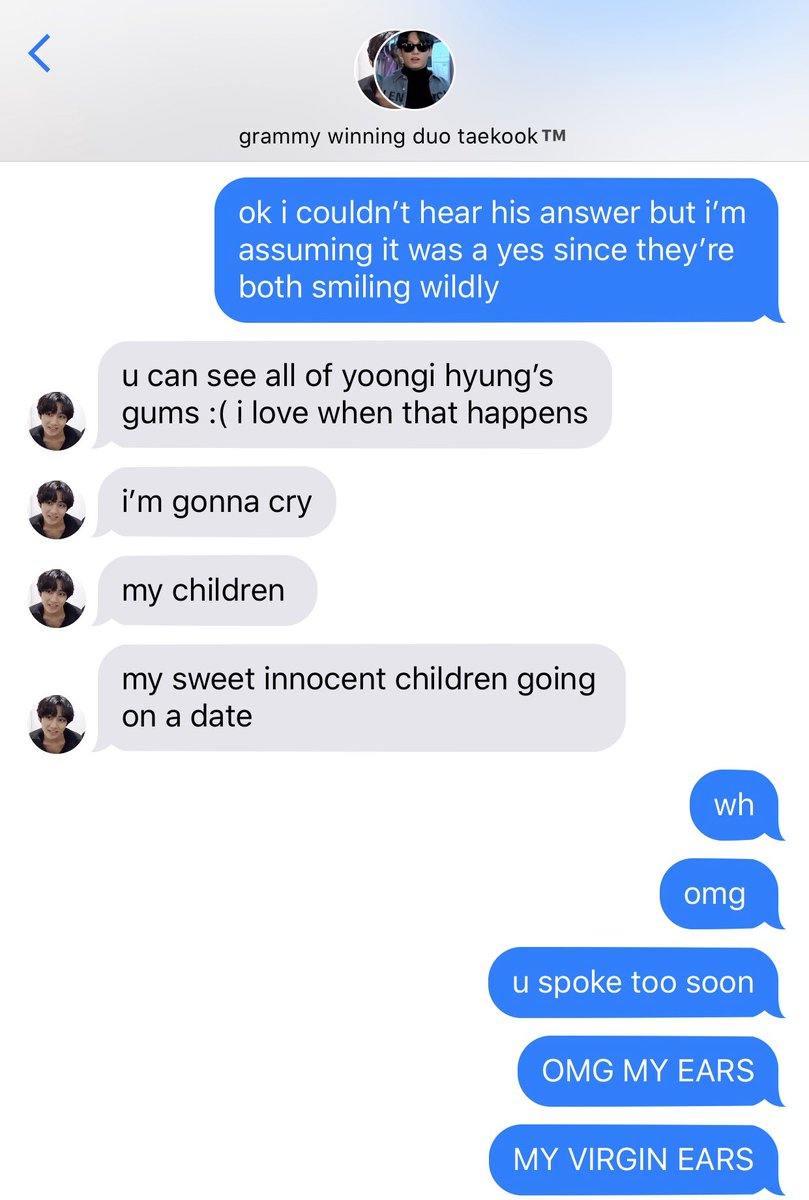 grammy winning duo taekook™
ok i couldn’t hear his answer but i’m
assuming it was a yes since they’re
both smiling wildly
u can see all of yoongi hyung’s
gums :( i love when that happens
i’m gonna cry
my children
my sweet innocent children going
on a date
wh
omg
u spoke too soon
OMG MY EARS
MY VIRGIN EARS